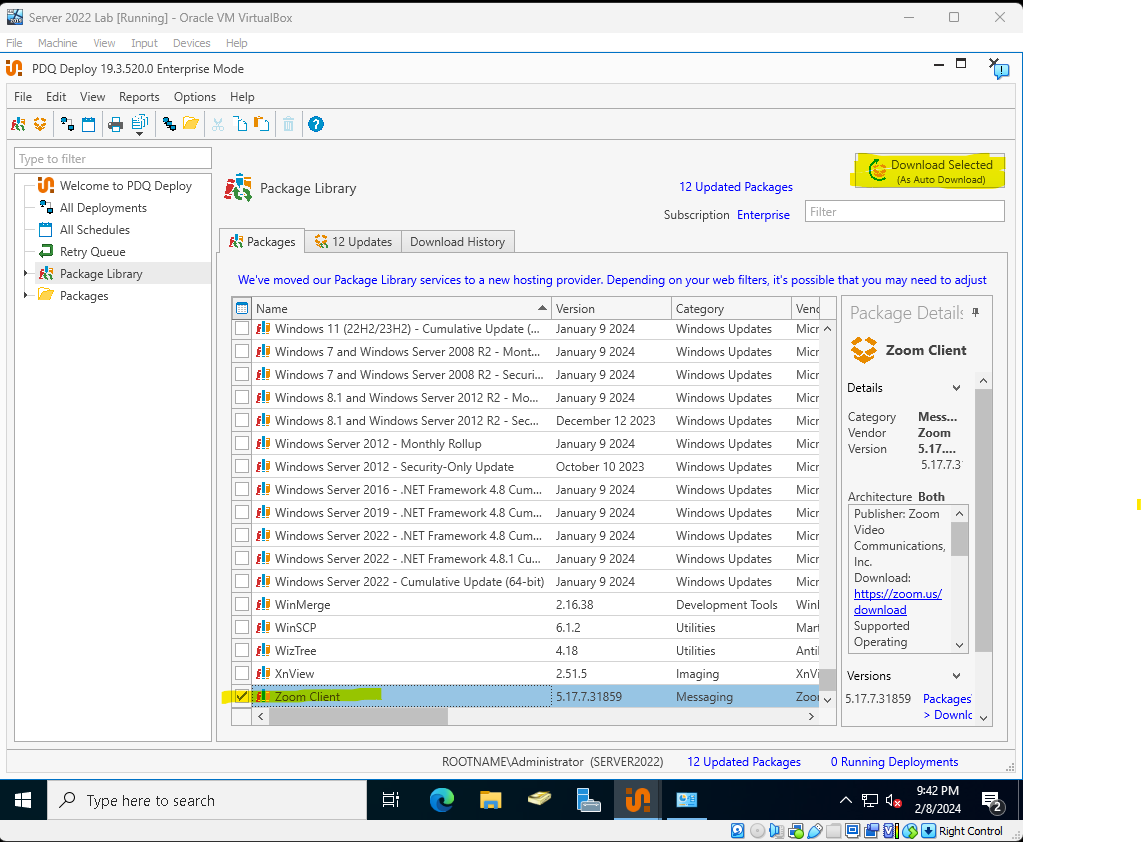 Server 2022 Lab [Running] - Oracle VM VirtualBox
File Machine View Input Devices Help
PDQ Deploy 19.3.520.0 Enterprise Mode
File Edit View Reports Options Help
Type to filter
Welcome to PDQ Deploy
All Deployments
All Schedules
Retry Queue
Package Library
Packages
Package Library
12 Updated Packages
Download Selected
(As Auto Download)
Subscription Enterprise
Filter
Packages 12 Updates Download History
We've moved our Package Library services to a new hosting provider. Depending on your web filters, it's possible that you may need to adjust
Name Version Category Venc
Windows 11 (22H2/23H2) - Cumulative Update (... January 9 2024 Windows Updates Micr
Windows 7 and Windows Server 2008 R2 - Mont... January 9 2024 Windows Updates Micr
Windows 7 and Windows Server 2008 R2 - Securi... January 9 2024 Windows Updates Micr
Windows 8.1 and Windows Server 2012 R2 - Mo... January 9 2024 Windows Updates Micr
Windows 8.1 and Windows Server 2012 R2 - Sec... December 12 2023 Windows Updates Micr
Windows Server 2012 - Monthly Rollup January 9 2024 Windows Updates Micr
Windows Server 2012 - Security-Only Update October 10 2023 Windows Updates Micr
Windows Server 2016 - .NET Framework 4.8 Cum... January 9 2024 Windows Updates Micr
Windows Server 2019 - .NET Framework 4.8 Cum... January 9 2024 Windows Updates Micr
Windows Server 2022 - .NET Framework 4.8 Cum... January 9 2024 Windows Updates Micr
Windows Server 2022 - .NET Framework 4.8.1 Cu... January 9 2024 Windows Updates Micr
Windows Server 2022 - Cumulative Update (64-bit) January 9 2024 Windows Updates Micr
WinMerge 2.16.38 Development Tools Winl
WinSCP 6.1.2 Utilities Mart
WizTree 4.18 Utilities Anti
XnView 2.51.5 Imaging XnVi
Zoom Client 5.17.7.31859 Messaging Zoor
Package Details
Zoom Client
Details
Category Mess...
Vendor Zoom
Version 5.17....
5.17.7.31
Architecture Both
Publisher: Zoom
Video
Communications,
Inc.
Download:
https://zoom.us/
download
Supported
Operating
Versions
5.17.7.31859 Packages
> Downlc
ROOTNAME\Administrator (SERVER2022) 12 Updated Packages 0 Running Deployments
Type here to search
9:42 PM
2/8/2024
2
Right Control